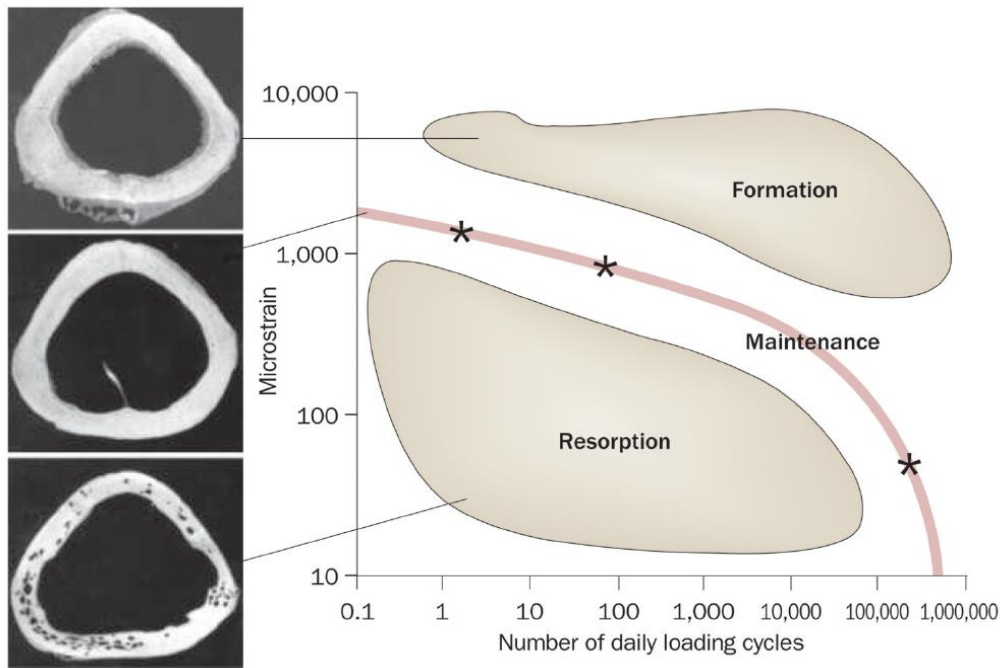 10,000
Formation
1,000
Microstrain
Maintenance
100
Resorption
10
0.1 1 10 100 1,000 10,000 100,000 1,000,000
Number of daily loading cycles